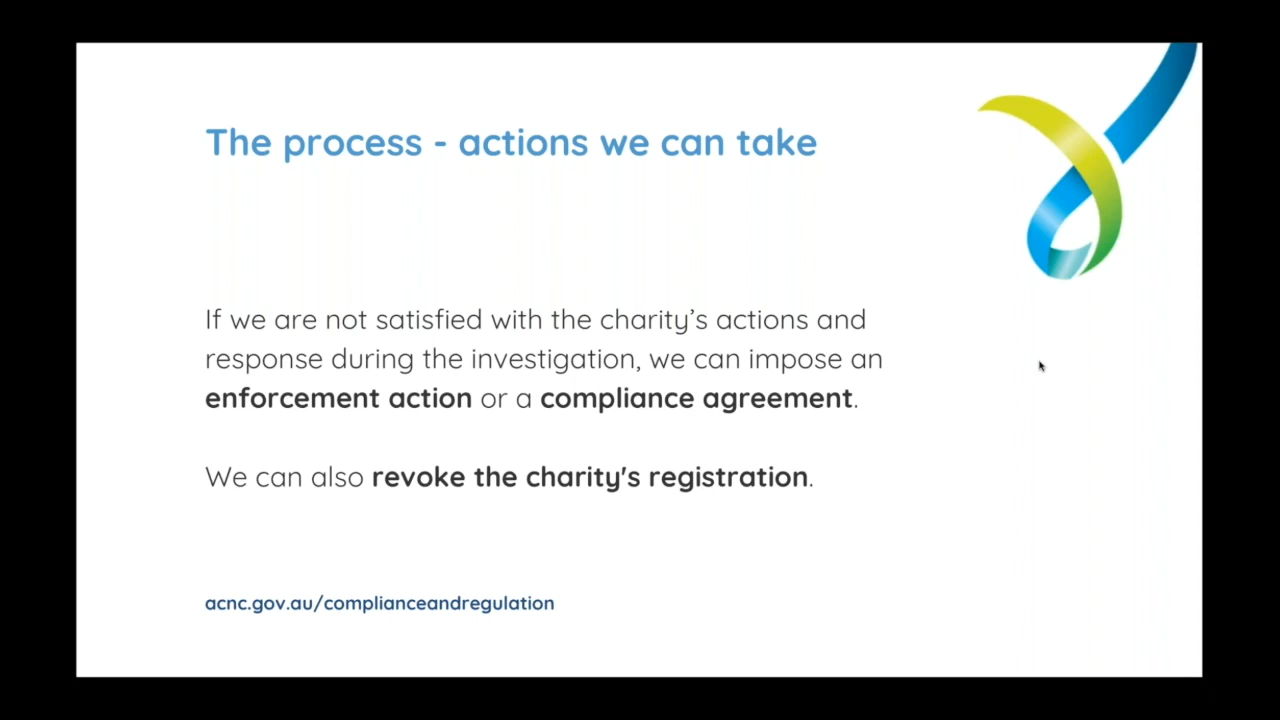 The process - actions we can take
If we are not satisfied with the charity’s actions and
response during the investigation, we can impose an
enforcement action or a compliance agreement.
We can also revoke the charity's registration.
acnc.gov.au/complianceandregulation